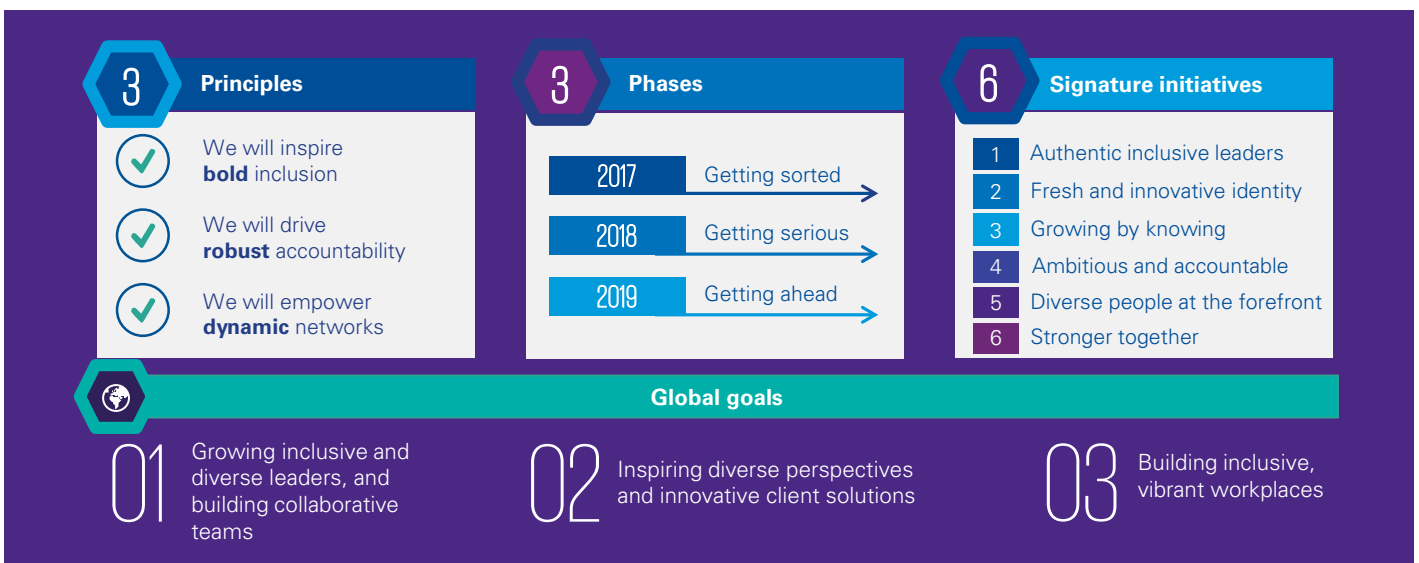 3
Principles
We will inspire
bold inclusion
We will drive
robust accountability
We will empower
dynamic networks
3
Phases
2017
Getting sorted
2018
Getting serious
2019
Getting ahead
6
Signature initiatives
1 Authentic inclusive leaders
2 Fresh and innovative identity
3 Growing by knowing
4 Ambitious and accountable
5 Diverse people at the forefront
6 Stronger together
Global goals
01
Growing inclusive and
diverse leaders, and
building collaborative
teams
02
Inspiring diverse perspectives
and innovative client solutions
03
Building inclusive,
vibrant workplaces